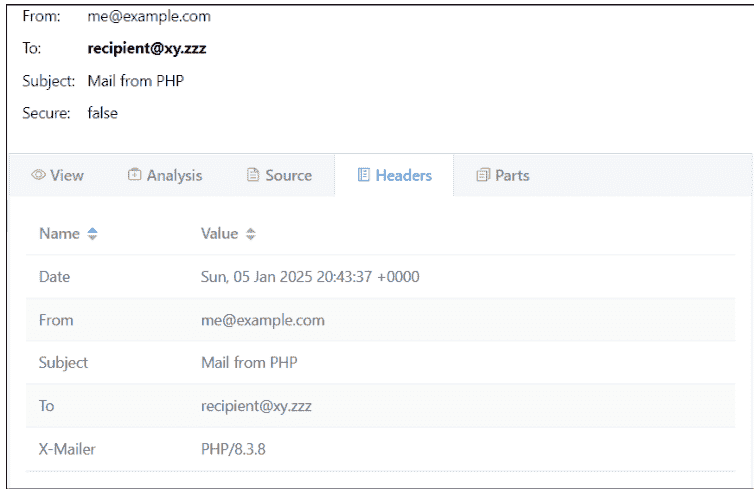 From: me@example.com
To: recipient@xy.zzz
Subject: Mail from PHP
Secure: false
View Analysis Source Headers Parts
Name Value
Date Sun, 05 Jan 2025 20:43:37 +0000
From me@example.com
Subject Mail from PHP
To recipient@xy.zzz
X-Mailer PHP/8.3.8